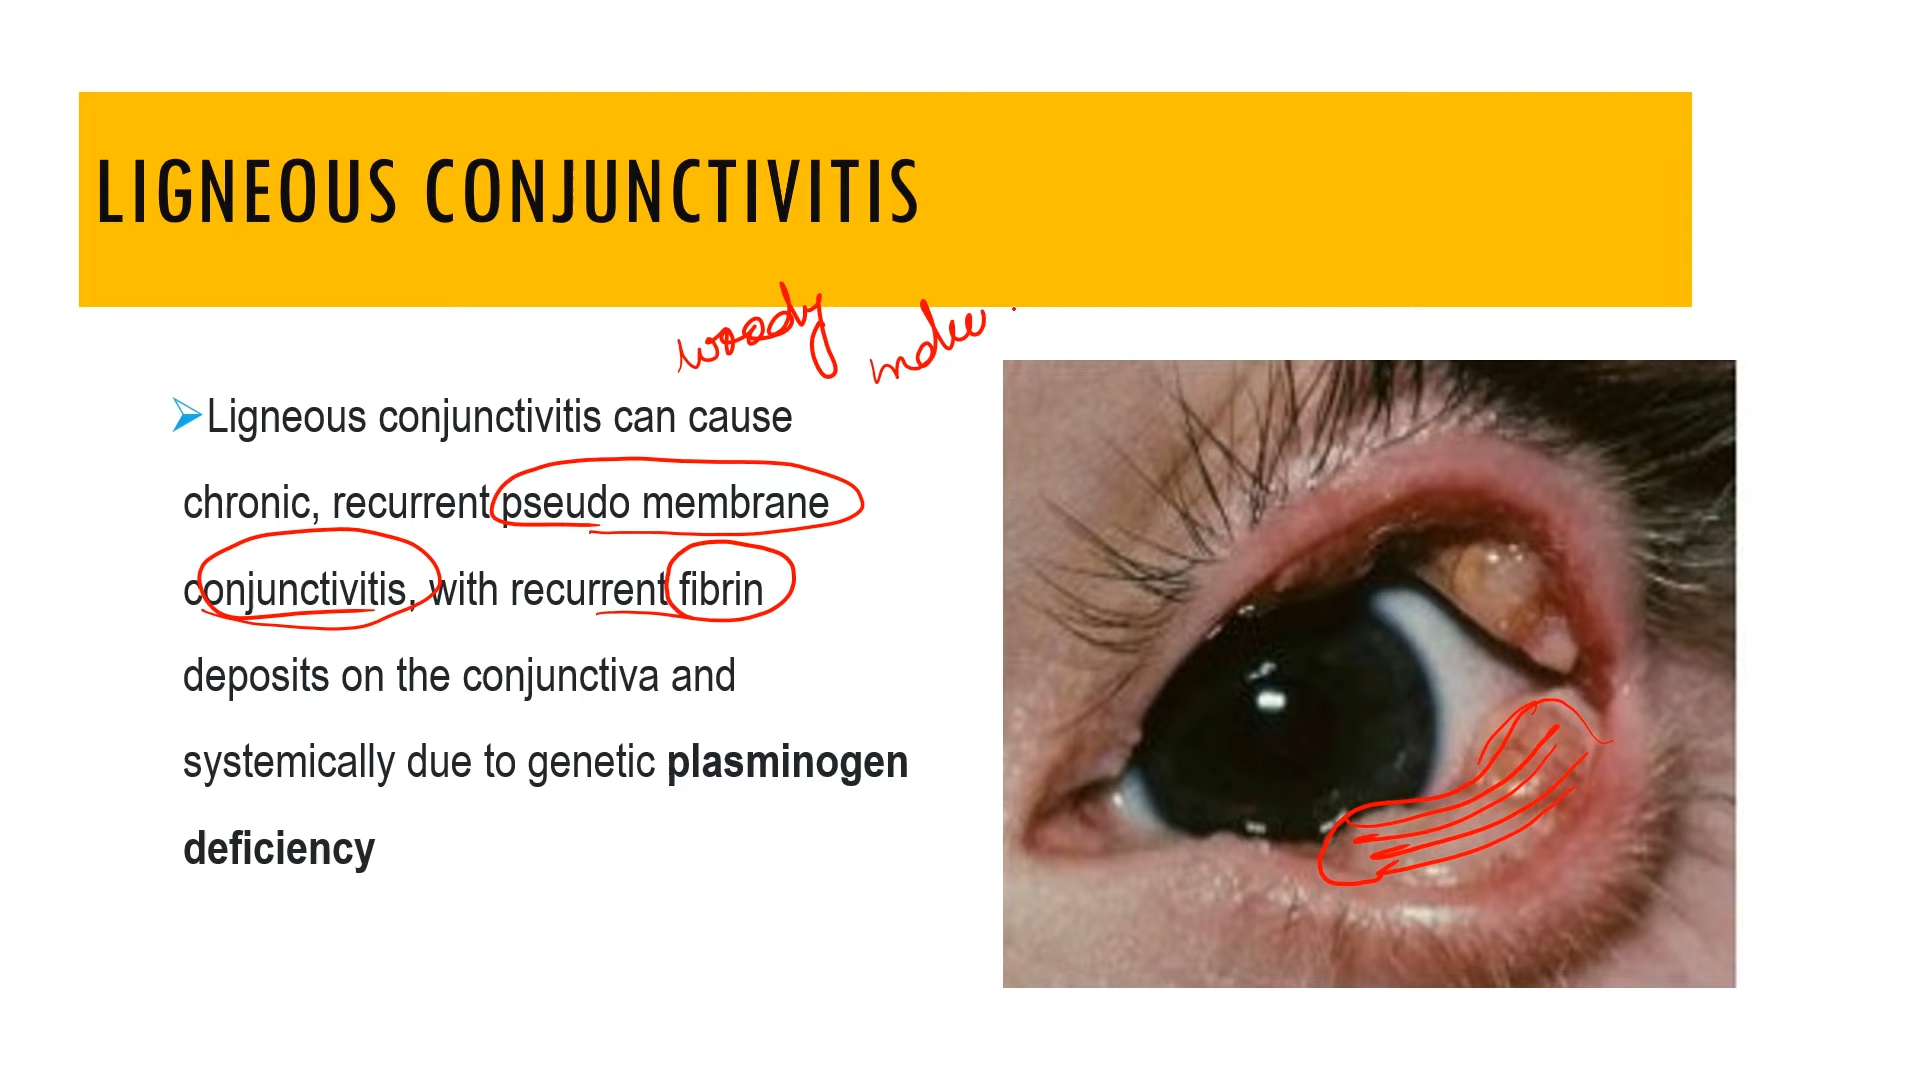 LIGNEOUS CONJUNCTIVITIS
woody
➢Ligneous conjunctivitis can cause
chronic, recurrent pseudo membrane
conjunctivitis, with recurrent fibrin
deposits on the conjunctiva and
systemically due to genetic plasminogen
deficiency